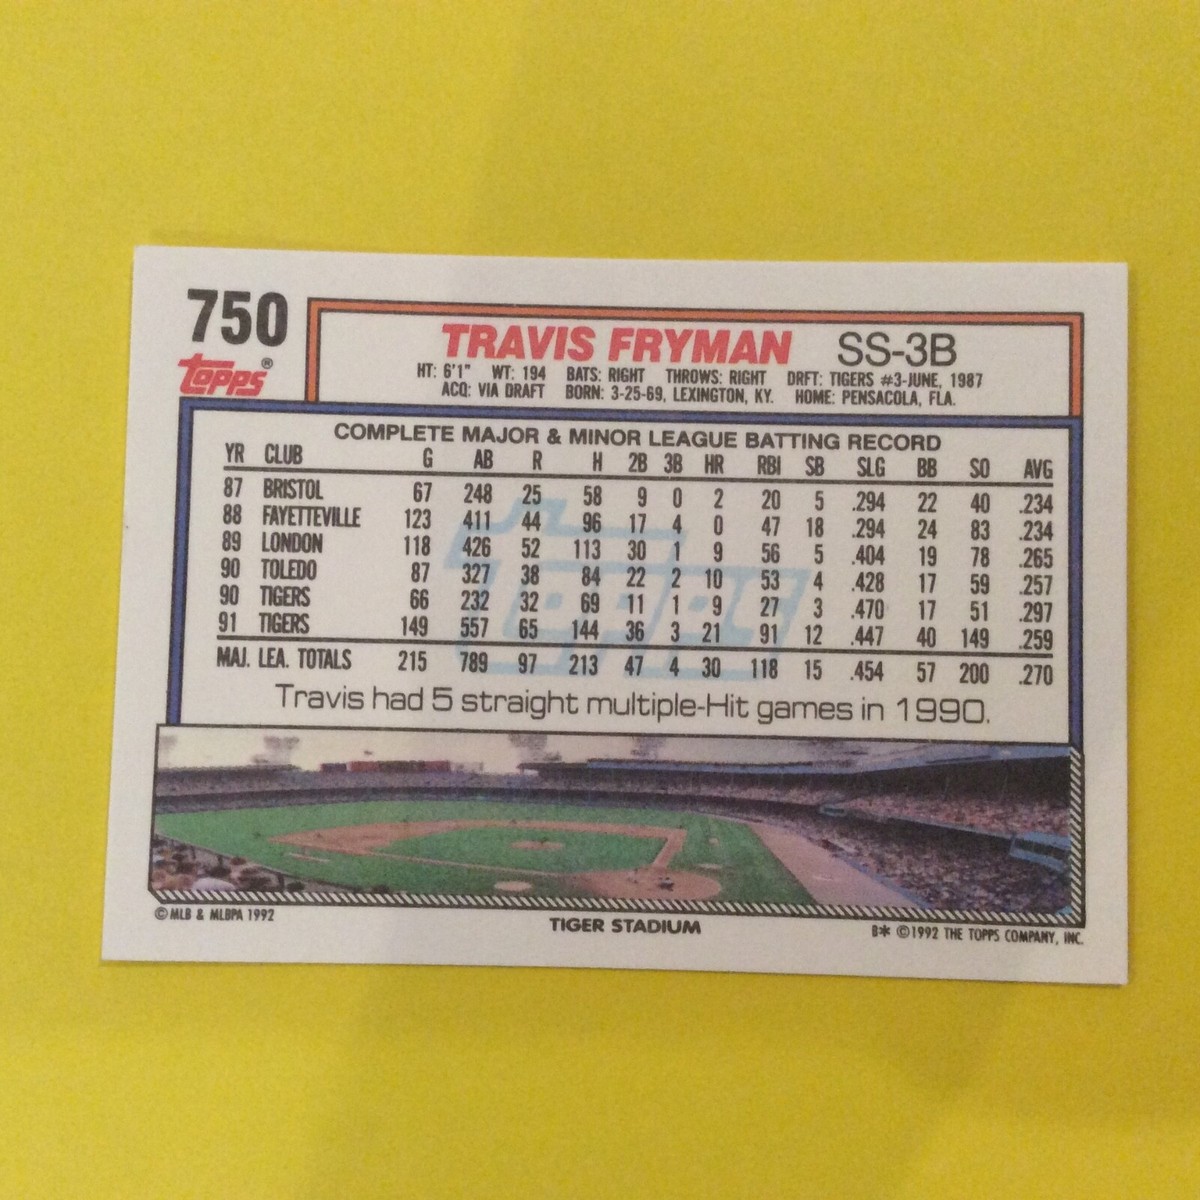 750
Topps®
TRAVIS FRYMAN SS-3B
HT: 6'1" WT: 194 BATS: RIGHT THROWS: RIGHT DRFT: TIGERS #3-JUNE, 1987
ACQ: VIA DRAFT BORN: 3-25-69, LEXINGTON, KY. HOME: PENSACOLA, FLA.
COMPLETE MAJOR & MINOR LEAGUE BATTING RECORD
YR CLUB G AB R H 2B 3B HR RBI SB SLG BB SO AVG
87 BRISTOL 67 248 25 58 9 0 2 20 5 .294 22 40 .234
88 FAYETTEVILLE 123 411 44 96 17 4 0 47 18 .294 24 83 .234
89 LONDON 118 426 52 113 30 1 9 56 5 .404 19 78 .265
90 TOLEDO 87 327 38 84 22 2 10 53 4 .428 17 59 .257
90 TIGERS 66 232 32 69 11 1 9 27 3 .470 17 51 .297
91 TIGERS 149 557 65 144 36 3 21 91 12 .447 40 149 .259
MAJ. LEA. TOTALS 215 789 97 213 47 4 30 118 15 .454 57 200 .270
Topps
Travis had 5 straight multiple-Hit games in 1990.
© MLB & MLBPA 1992
TIGER STADIUM
B* ©1992 THE TOPPS COMPANY, INC.